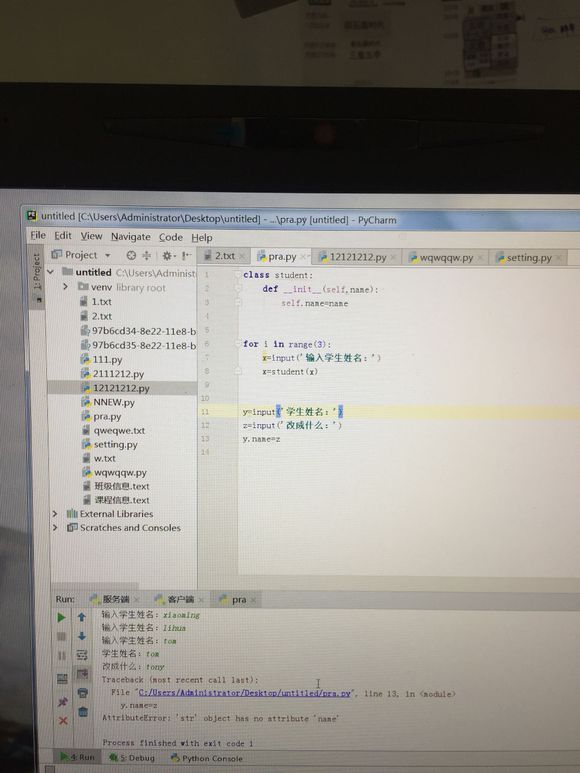 untitled [C:\Users\Administrator\Desktop\untitled] - ...\pra.py [untitled] - PyCharm
File Edit View Navigate Code Help
Project 2.txt pra.py 12121212.py wqwqqw.py setting.py
1: Project
untitled C:\Users\Administ
venv library root
1.txt
2.txt
97b6cd34-8e22-11e8-b
97b6cd35-8e22-11e8-b
111.py
2111212.py
12121212.py
NNEW.py
pra.py
qweqwe.txt
setting.py
w.txt
wqwqqw.py
班级信息.text
课程信息.text
External Libraries
Scratches and Consoles
1 class student:
2 def __init__(self,name):
3 self.name=name
4
5
6 for i in range(3):
7 x=input('输入学生姓名:')
8 x=student(x)
9
11 y=input('学生姓名:')
12 z=input('改成什么:')
13 y.name=z
14
Run: 服务端 客户端 pra
输入学生姓名:xiaoming
输入学生姓名:lihua
输入学生姓名:tom
学生姓名:tom
改成什么:tony
Traceback (most recent call last):
File "C:/Users/Administrator/Desktop/untitled/pra.py", line 13, in <module>
y.name=z
AttributeError: 'str' object has no attribute 'name'
Process finished with exit code 1
4: Run 5: Debug Python Console